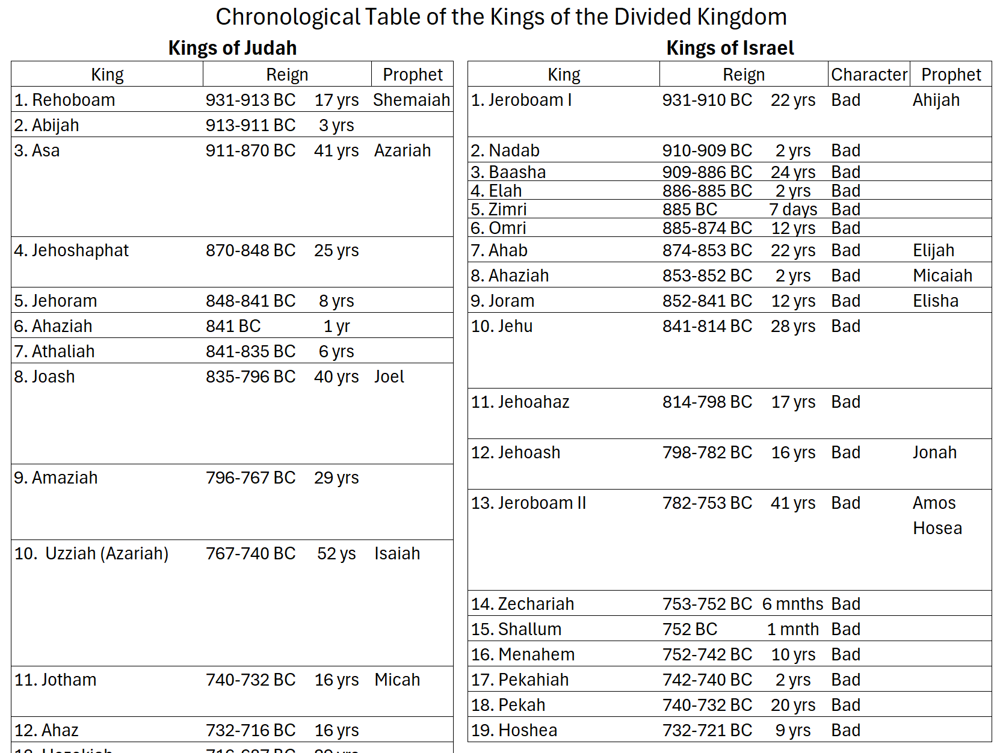 Chronological Table of the Kings of the Divided Kingdom
Kings of Judah
King Reign Prophet
1. Rehoboam 931-913 BC 17 yrs Shemaiah
2. Abijah 913-911 BC 3 yrs
3. Asa 911-870 BC 41 yrs Azariah
4. Jehoshaphat 870-848 BC 25 yrs
5. Jehoram 848-841 BC 8 yrs
6. Ahaziah 841 BC 1 yr
7. Athaliah 841-835 BC 6 yrs
8. Joash 835-796 BC 40 yrs Joel
9. Amaziah 796-767 BC 29 yrs
10. Uzziah (Azariah) 767-740 BC 52 ys Isaiah
11. Jotham 740-732 BC 16 yrs Micah
12. Ahaz 732-716 BC 16 yrs
Kings of Israel
King Reign Character Prophet
1. Jeroboam I 931-910 BC 22 yrs Bad Ahijah
2. Nadab 910-909 BC 2 yrs Bad
3. Baasha 909-886 BC 24 yrs Bad
4. Elah 886-885 BC 2 yrs Bad
5. Zimri 885 BC 7 days Bad
6. Omri 885-874 BC 12 yrs Bad
7. Ahab 874-853 BC 22 yrs Bad Elijah
8. Ahaziah 853-852 BC 2 yrs Bad Micaiah
9. Joram 852-841 BC 12 yrs Bad Elisha
10. Jehu 841-814 BC 28 yrs Bad
11. Jehoahaz 814-798 BC 17 yrs Bad
12. Jehoash 798-782 BC 16 yrs Bad Jonah
13. Jeroboam II 782-753 BC 41 yrs Bad Amos
Hosea
14. Zechariah 753-752 BC 6 mnths Bad
15. Shallum 752 BC 1 mnth Bad
16. Menahem 752-742 BC 10 yrs Bad
17. Pekahiah 742-740 BC 2 yrs Bad
18. Pekah 740-732 BC 20 yrs Bad
19. Hoshea 732-721 BC 9 yrs Bad